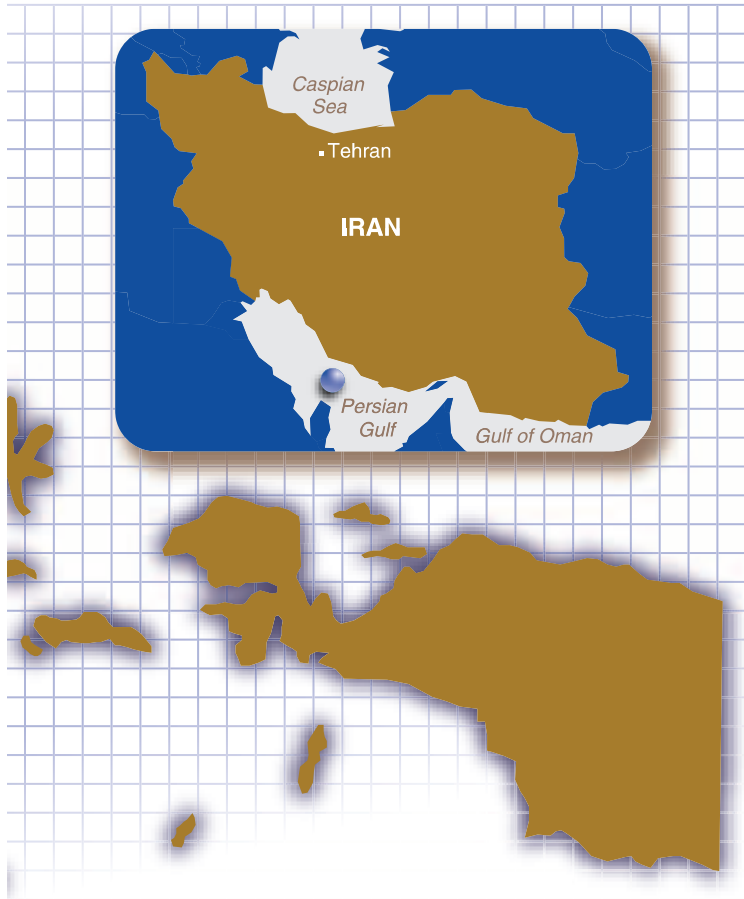 Caspian
Sea
Tehran
IRAN
Persian
Gulf
Gulf of Oman